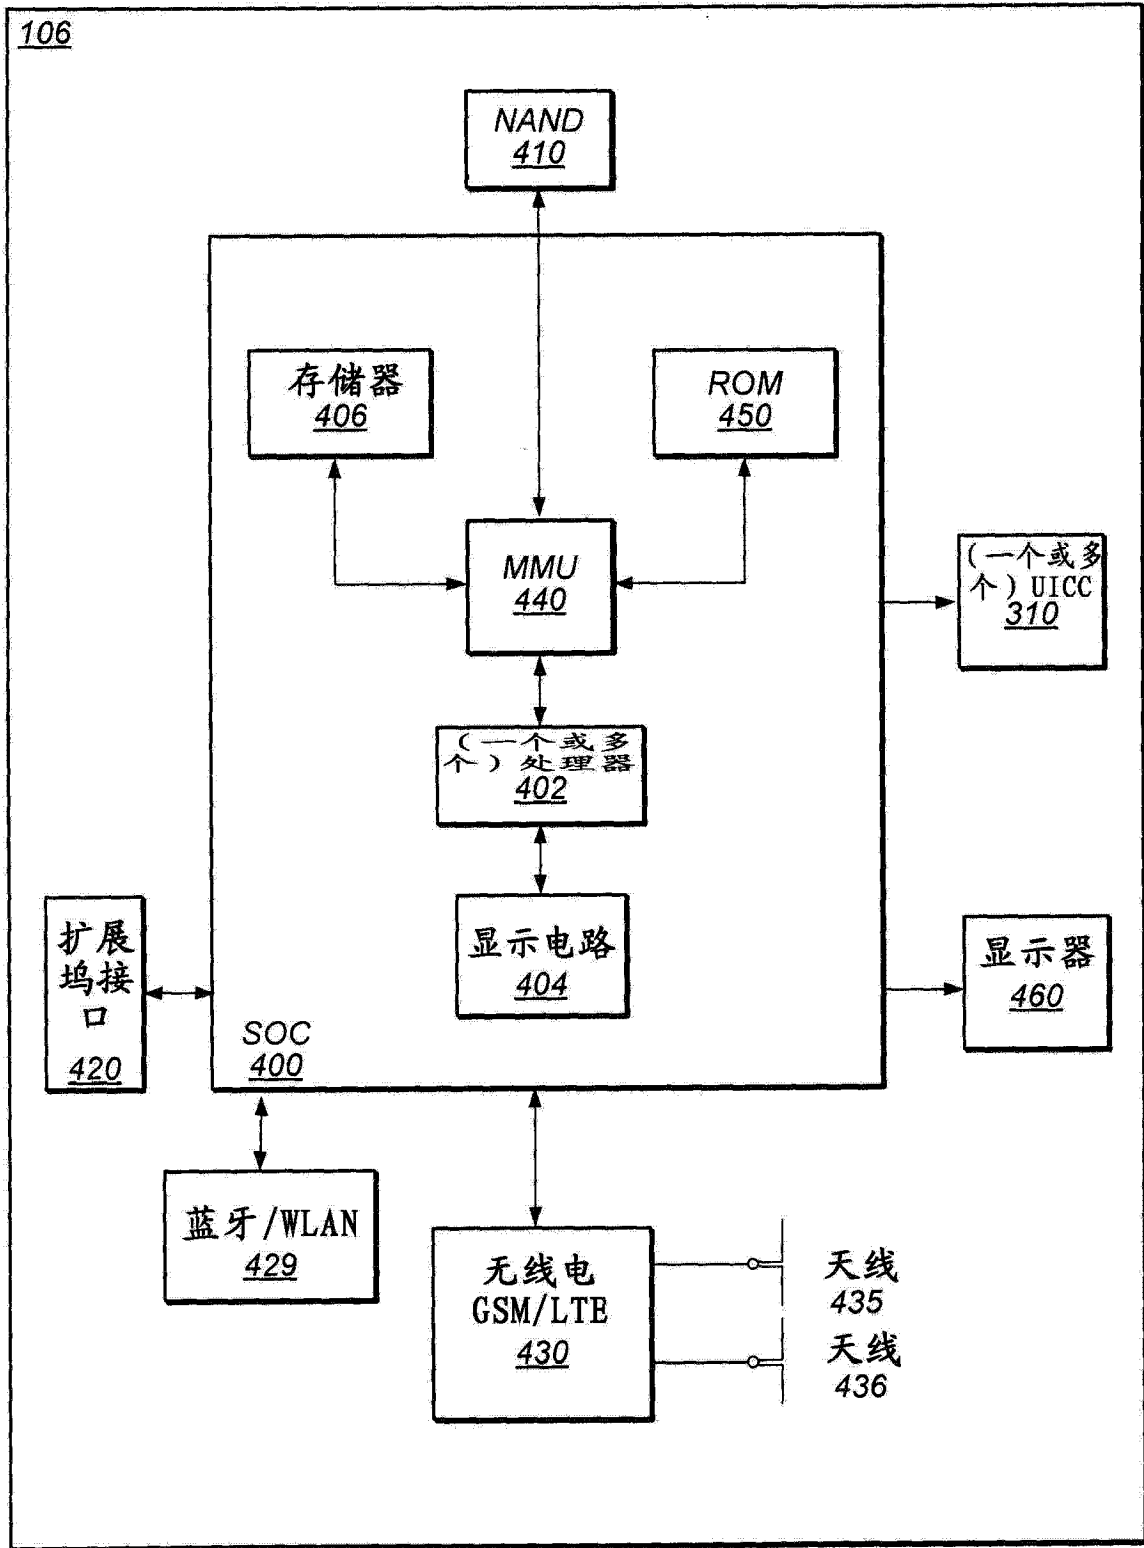 106
NAND
410
存储器
406
ROM
450
MMU
440
(一个或多
个)UICC
310
(一个或多
个)处理器
402
显示电路
404
扩展
坞接
口
420
显示器
460
SOC
400
蓝牙/WLAN
429
无线电
GSM/LTE
430
天线
435
天线
436